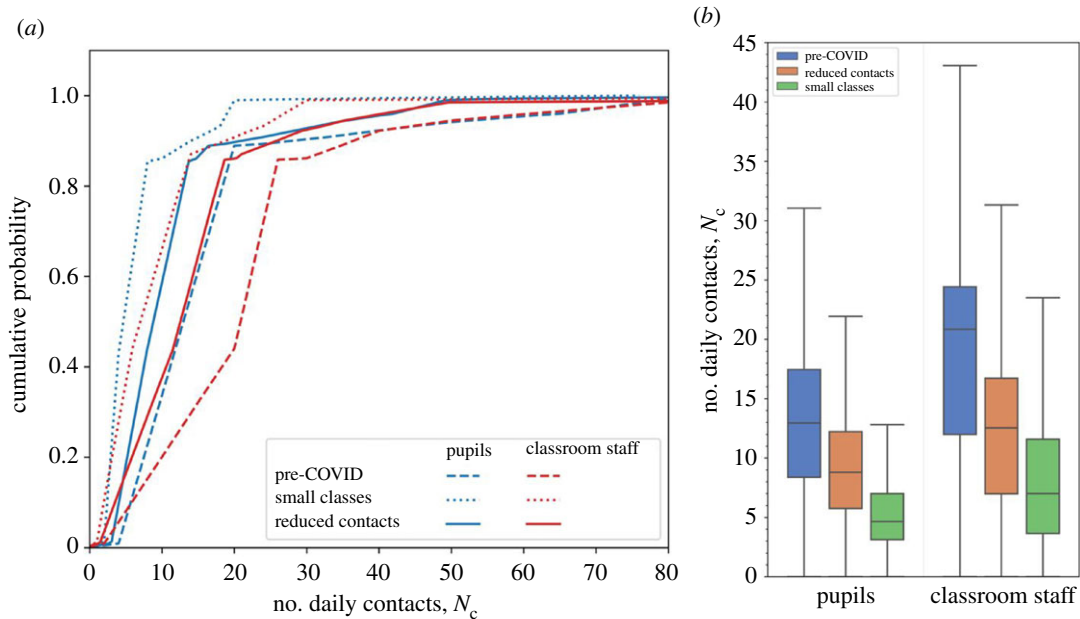 (a)
cumulative probability
1.0
0.8
0.6
0.4
0.2
0
0 10 20 30 40 50 60 70 80
no. daily contacts, Nc
pupils classroom staff
pre-COVID
small classes
reduced contacts
(b)
no. daily contacts, Nc
45
40
35
30
25
20
15
10
5
0
pre-COVID
reduced contacts
small classes
pupils classroom staff